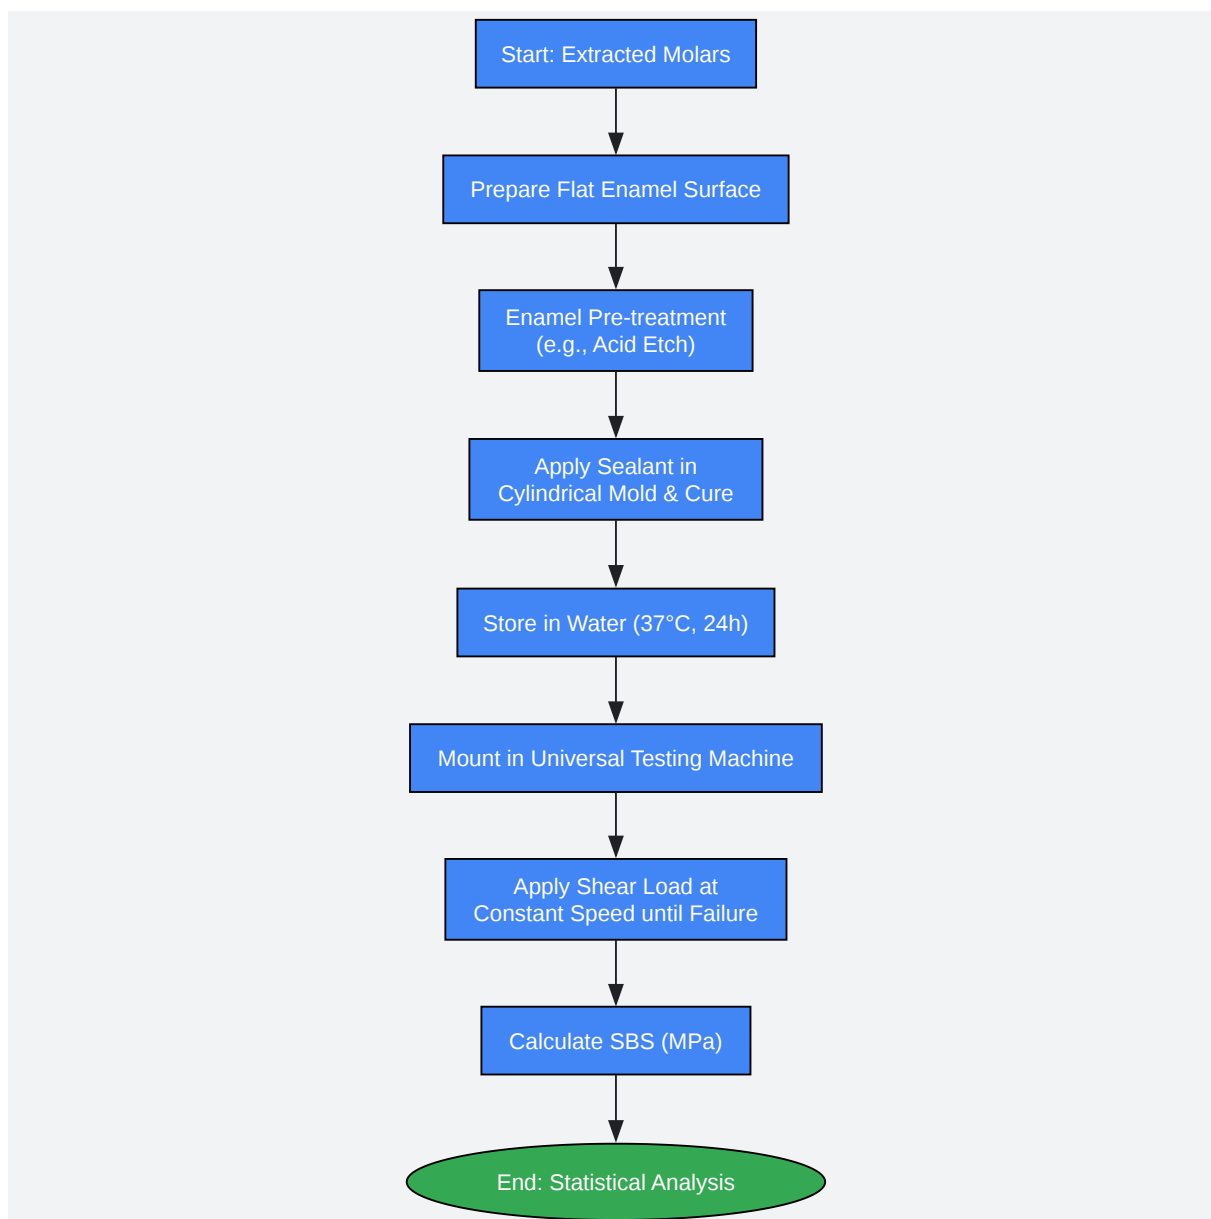 Start: Extracted Molars
Prepare Flat Enamel Surface
Enamel Pre-treatment
(e.g., Acid Etch)
Apply Sealant in
Cylindrical Mold & Cure
Store in Water (37°C, 24h)
Mount in Universal Testing Machine
Apply Shear Load at
Constant Speed until Failure
Calculate SBS (MPa)
End: Statistical Analysis